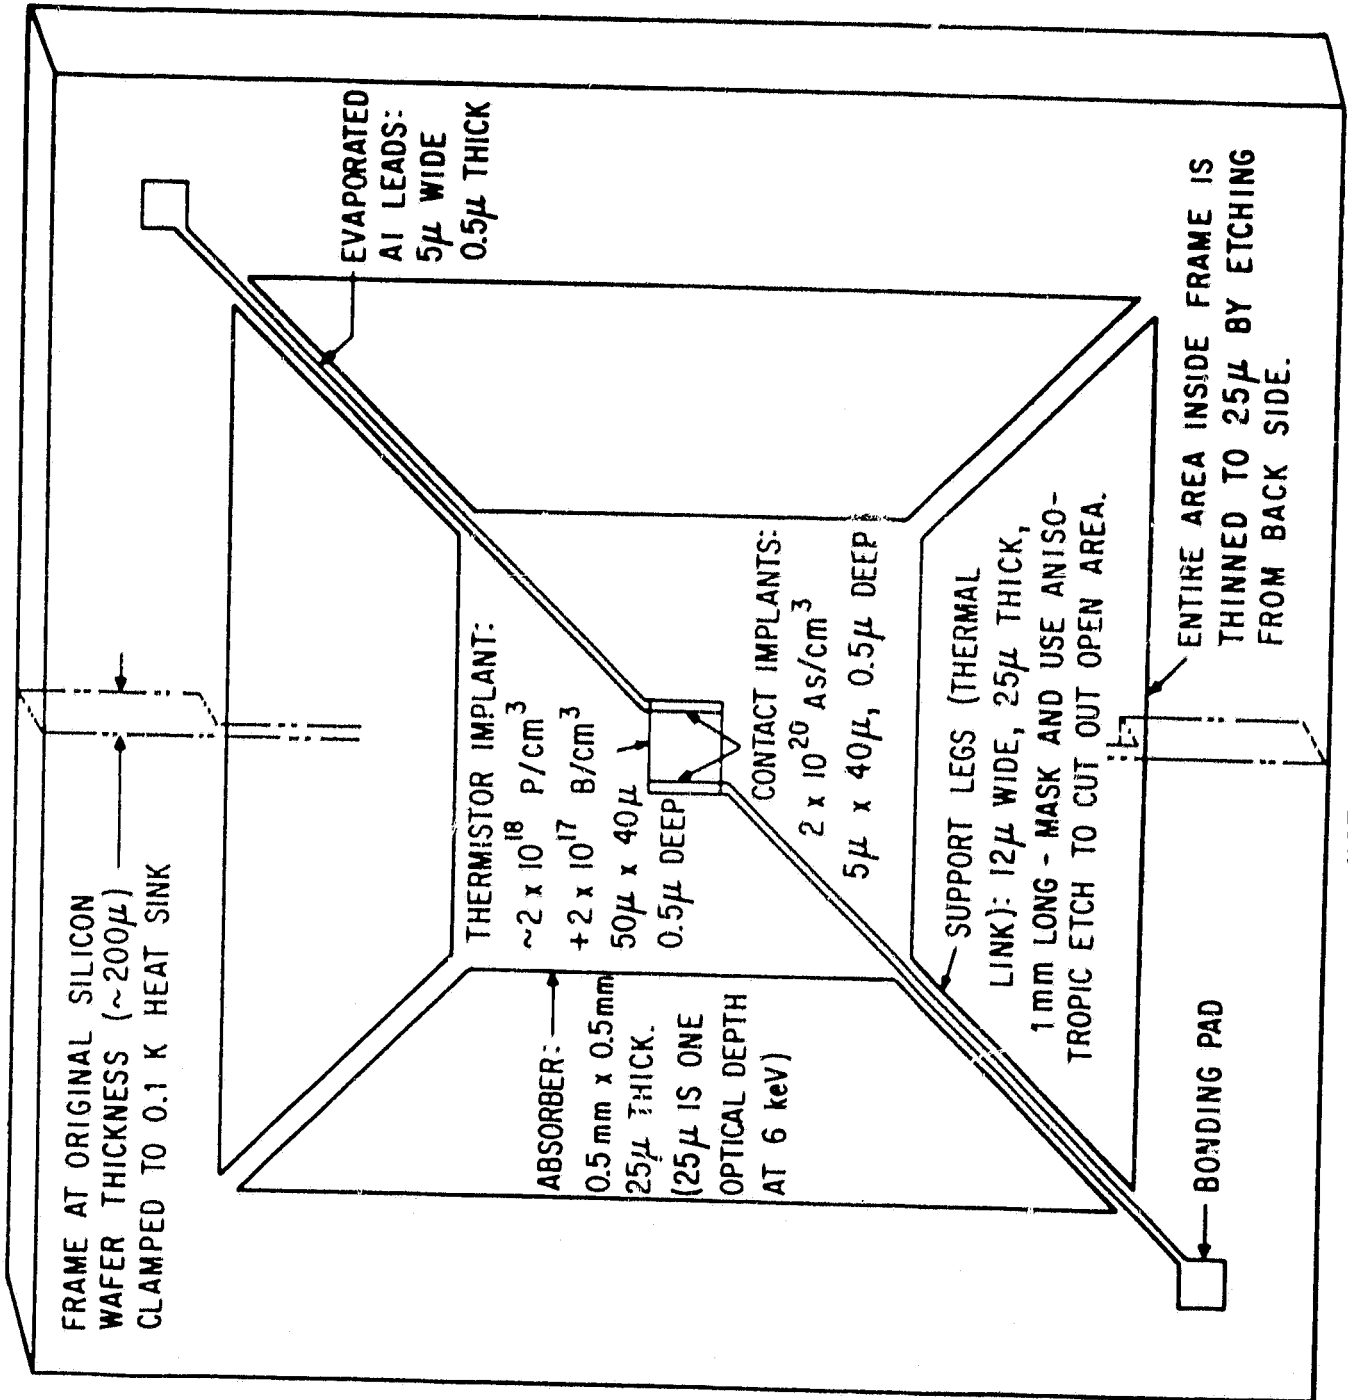 FRAME AT ORIGINAL SILICON
WAFER THICKNESS (~200µ)
CLAMPED TO 0.1 K HEAT SINK
EVAPORATED
Al LEADS:
5µ WIDE
0.5µ THICK
THERMISTOR IMPLANT:
~2 x 10^18 P/cm^3
+2 x 10^17 B/cm^3
50µ x 40µ
0.5µ DEEP
ABSORBER:
0.5mm x 0.5mm
25µ THICK.
(25µ IS ONE
OPTICAL DEPTH
AT 6 keV)
CONTACT IMPLANTS:
2 x 10^20 As/cm^3
5µ x 40µ, 0.5µ DEEP
SUPPORT LEGS (THERMAL
LINK): 12µ WIDE, 25µ THICK,
1mm LONG - MASK AND USE ANISO-
TROPIC ETCH TO CUT OUT OPEN AREA.
ENTIRE AREA INSIDE FRAME IS
THINNED TO 25µ BY ETCHING
FROM BACK SIDE.
BONDING PAD